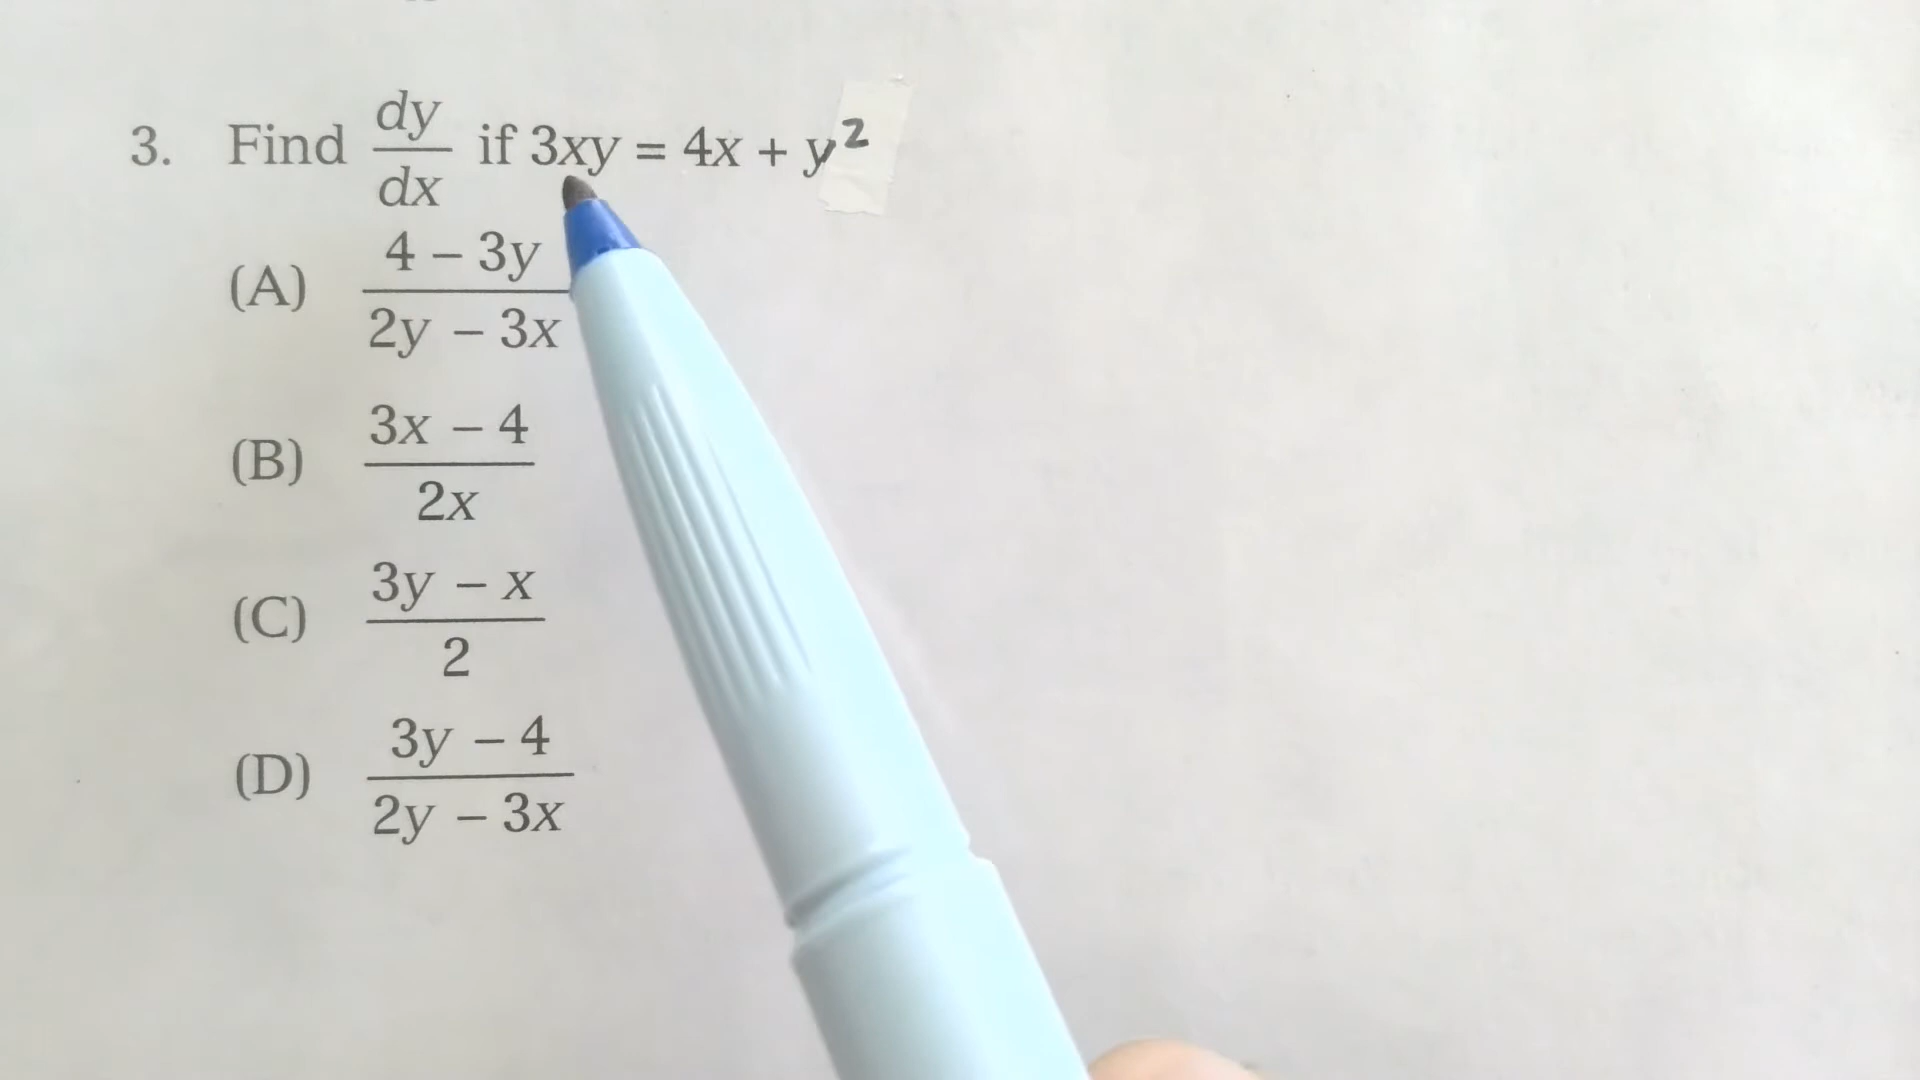 3. Find dy/dx if 3xy = 4x + y²
(A) (4 – 3y)/(2y – 3x)
(B) (3x – 4)/(2x)
(C) (3y – x)/2
(D) (3y – 4)/(2y – 3x)